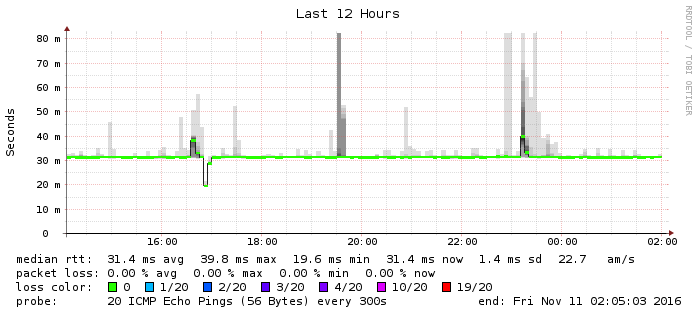 Last 12 Hours
RRDTOOL / TOBI OETIKER
Seconds
80 m
70 m
60 m
50 m
40 m
30 m
20 m
10 m
0
16:00 18:00 20:00 22:00 00:00 02:00
median rtt: 31.4 ms avg 39.8 ms max 19.6 ms min 31.4 ms now 1.4 ms sd 22.7 am/s
packet loss: 0.00 % avg 0.00 % max 0.00 % min 0.00 % now
loss color: 0 1/20 2/20 3/20 4/20 10/20 19/20
probe: 20 ICMP Echo Pings (56 Bytes) every 300s end: Fri Nov 11 02:05:03 2016